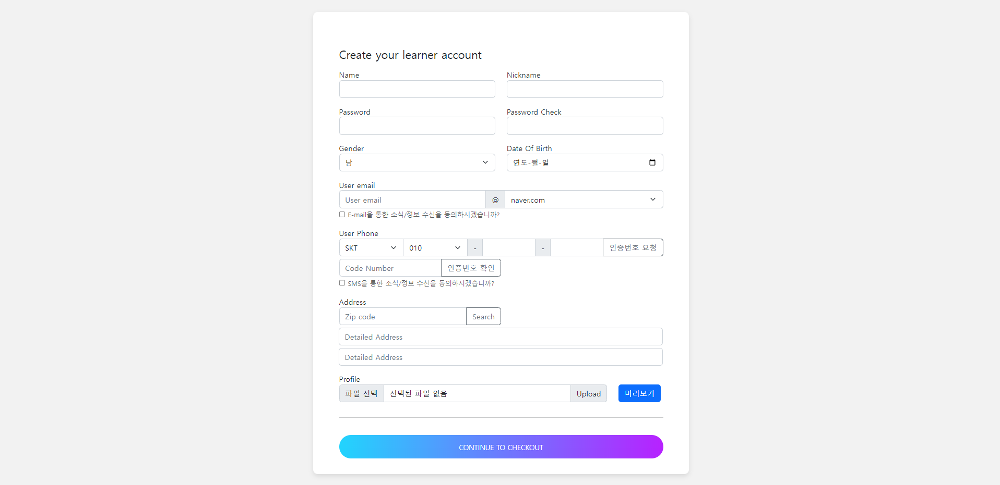 Create your learner account
Name Nickname
Password Password Check
Gender Date Of Birth
남 연도-월-일
User email
User email @ naver.com
E-mail을 통한 소식/정보 수신을 동의하시겠습니까?
User Phone
SKT 010 - - 인증번호 요청
Code Number 인증번호 확인
SMS을 통한 소식/정보 수신을 동의하시겠습니까?
Address
Zip code Search
Detailed Address
Detailed Address
Profile
파일 선택 선택된 파일 없음 Upload 미리보기
CONTINUE TO CHECKOUT